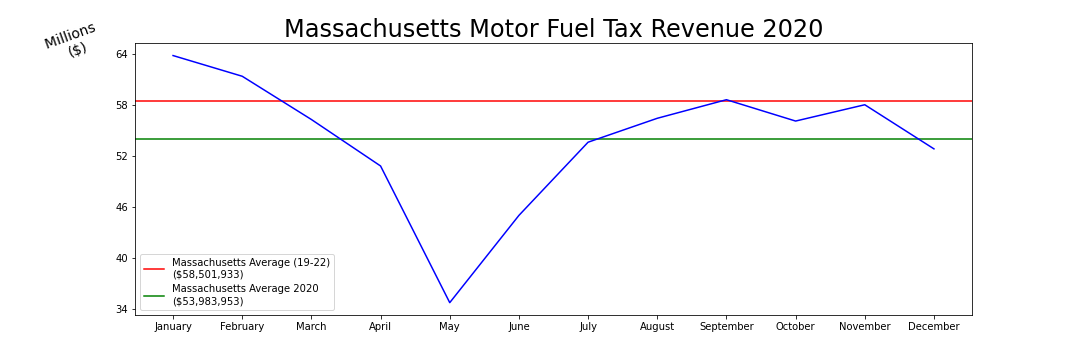 Massachusetts Motor Fuel Tax Revenue 2020
Millions
($)
64
58
52
46
40
34
Massachusetts Average (19-22)
($58,501,933)
Massachusetts Average 2020
($53,983,953)
January February March April May June July August September October November December